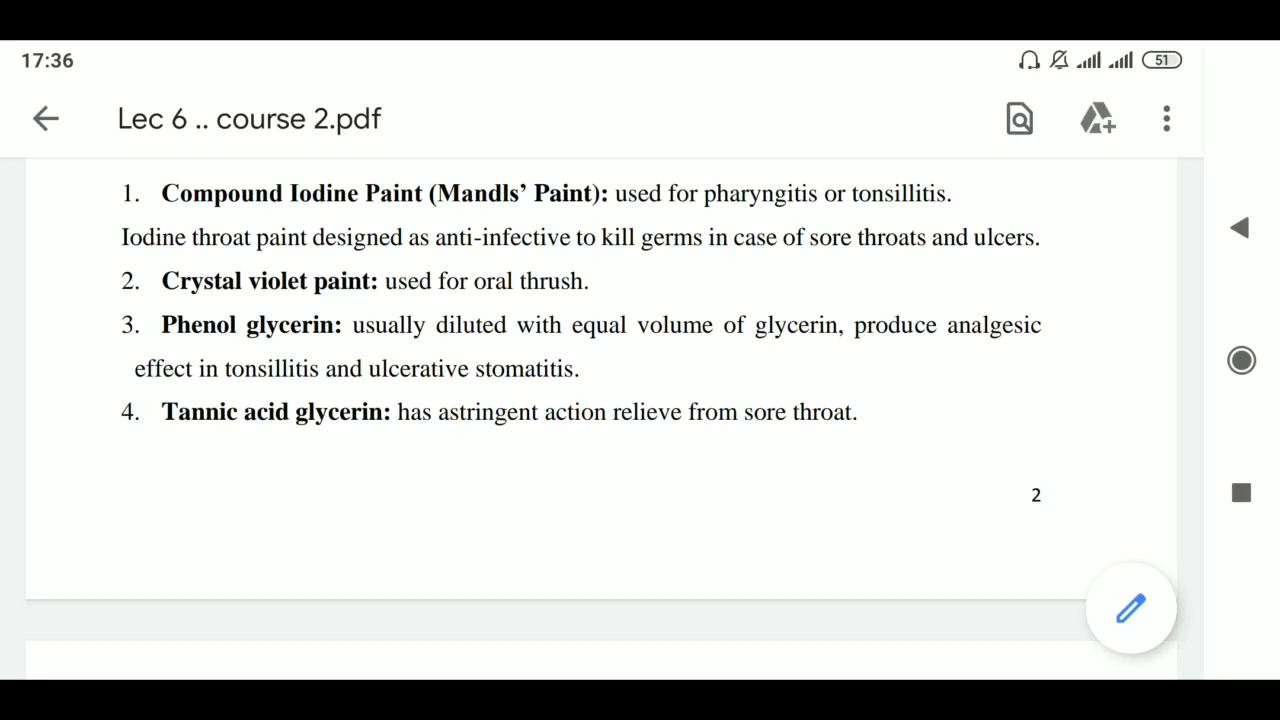 17:36
51
Lec 6 .. course 2.pdf
1. Compound Iodine Paint (Mandls’ Paint): used for pharyngitis or tonsillitis.
Iodine throat paint designed as anti-infective to kill germs in case of sore throats and ulcers.
2. Crystal violet paint: used for oral thrush.
3. Phenol glycerin: usually diluted with equal volume of glycerin, produce analgesic
effect in tonsillitis and ulcerative stomatitis.
4. Tannic acid glycerin: has astringent action relieve from sore throat.
2